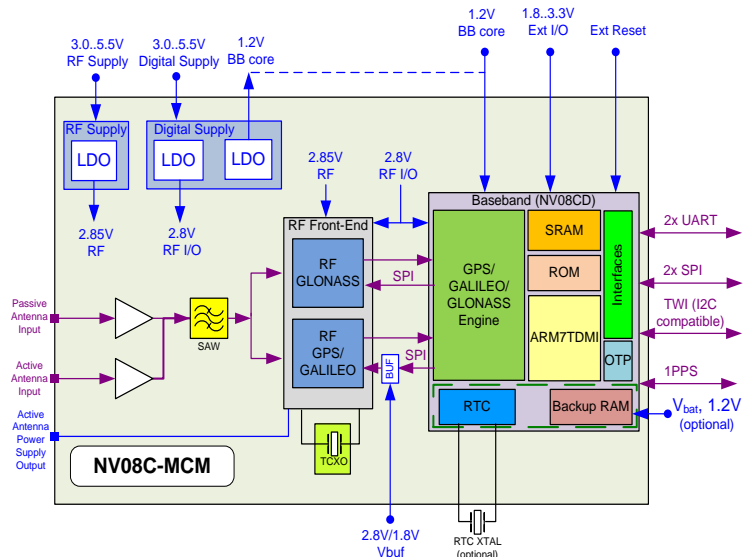 3.0..5.5V
RF Supply
3.0..5.5V
Digital Supply
1.2V
BB core
1.2V
BB core
1.8..3.3V
Ext I/O
Ext Reset
RF Supply
LDO
Digital Supply
LDO
LDO
2.85V
RF
2.8V
RF I/O
2.85V
RF
2.8V
RF I/O
RF Front-End
RF
GLONASS
RF
GPS/
GALILEO
SPI
SPI
BUF
Baseband (NV08CD)
GPS/
GALILEO/
GLONASS
Engine
SRAM
ROM
ARM7TDMI
Interfaces
OTP
RTC
Backup RAM
2x UART
2x SPI
TWI (I2C
compatible)
1PPS
Vbat, 1.2V
(optional)
Passive
Antenna
Input
Active
Antenna
Input
Active
Antenna
Power
Supply
Output
SAW
TCXO
NV08C-MCM
2.8V/1.8V
Vbuf
RTC XTAL
(optional)